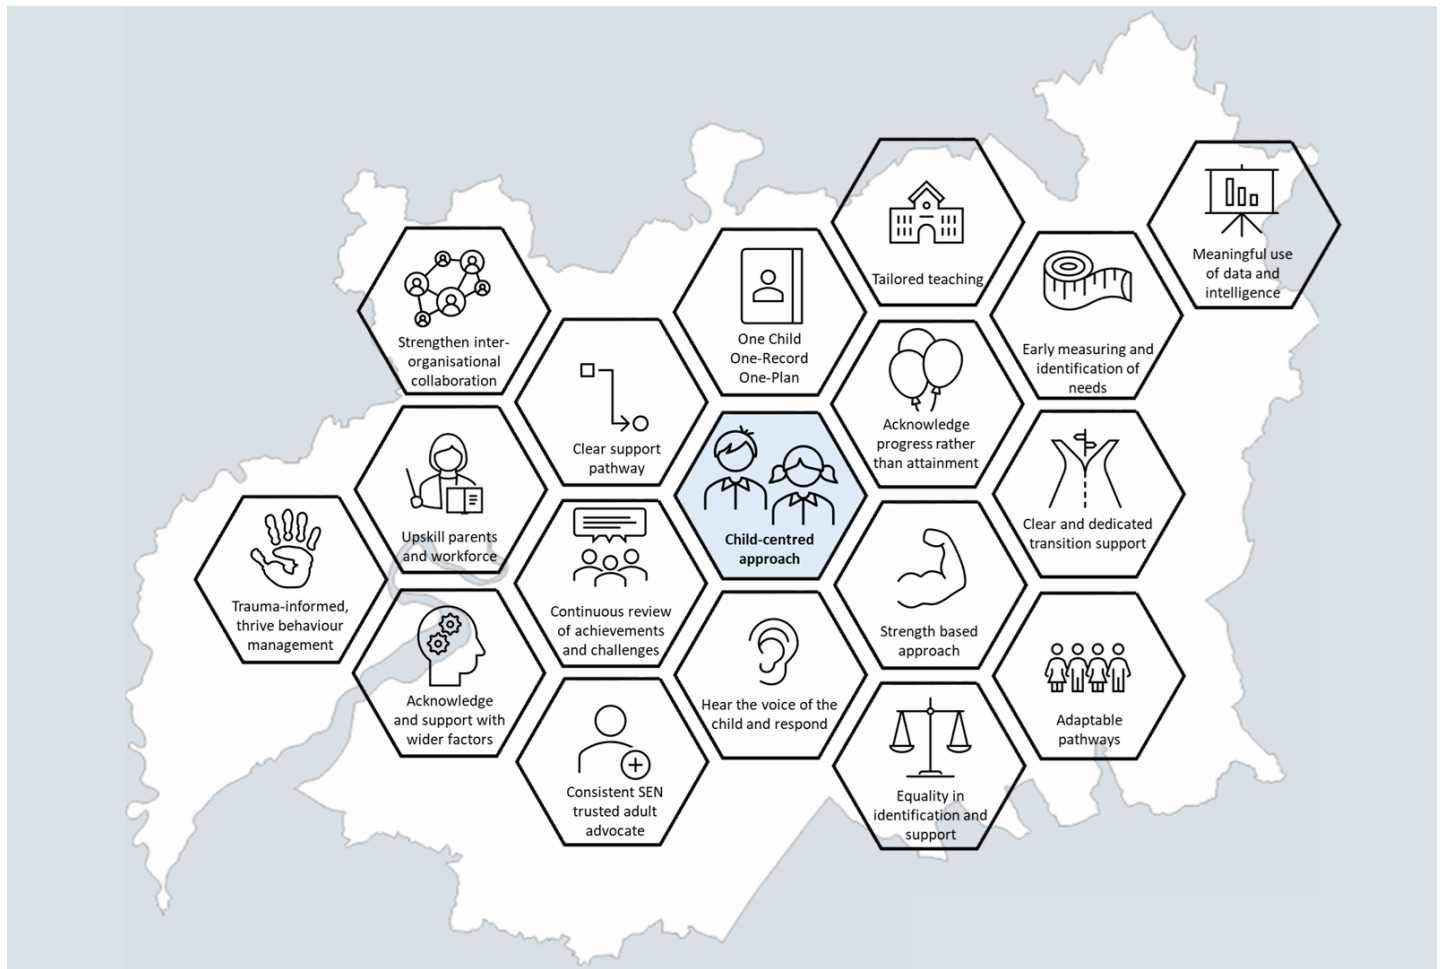 Tailored teaching
Meaningful use
of data and
intelligence
Strengthen inter-
organisational
collaboration
One Child
One-Record
One-Plan
Early measuring and
identification of
needs
Clear support
pathway
Acknowledge
progress rather
than attainment
Upskill parents
and workforce
Child-centred
approach
Clear and dedicated
transition support
Trauma-informed,
thrive behaviour
management
Continuous review
of achievements
and challenges
Strength based
approach
Acknowledge
and support with
wider factors
Hear the voice of the
child and respond
Adaptable
pathways
Consistent SEN
trusted adult
advocate
Equality in
identification and
support